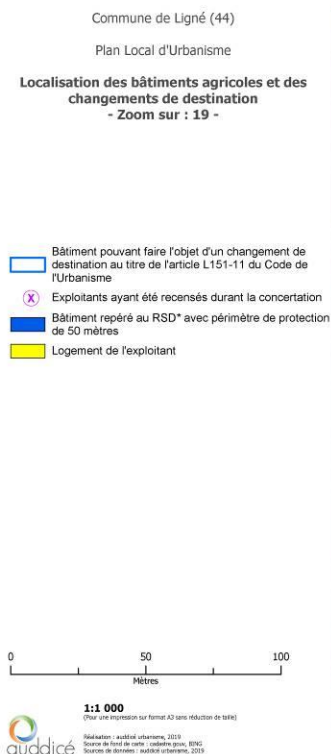 Commune de Ligné (44)
Plan Local d'Urbanisme
Localisation des bâtiments agricoles et des
changements de destination
- Zoom sur : 19 -
Bâtiment pouvant faire l'objet d'un changement de
destination au titre de l'article L151-11 du Code de
l'Urbanisme
X Exploitants ayant été recensés durant la concertation
Bâtiment repéré au RSD* avec périmètre de protection
de 50 mètres
Logement de l'exploitant
0 50 100
Mètres
1:1 000
(Pour une impression sur format A3 sans réduction de taille)
Réalisation : auddicé urbanisme, 2019
Source de fond de carte : cadastre.gouv, BING
Sources de données : auddicé urbanisme, 2019
auddicé